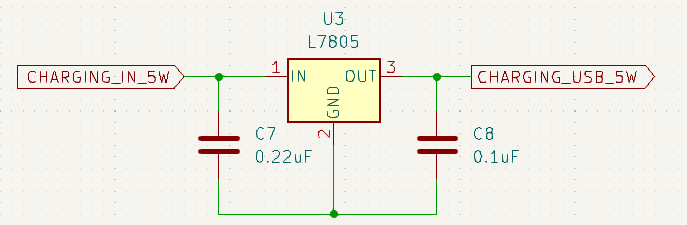 U3
L7805
CHARGING_IN_5W
1
IN
OUT
3
CHARGING_USB_5W
GND
2
C7
0.22uF
C8
0.1uF